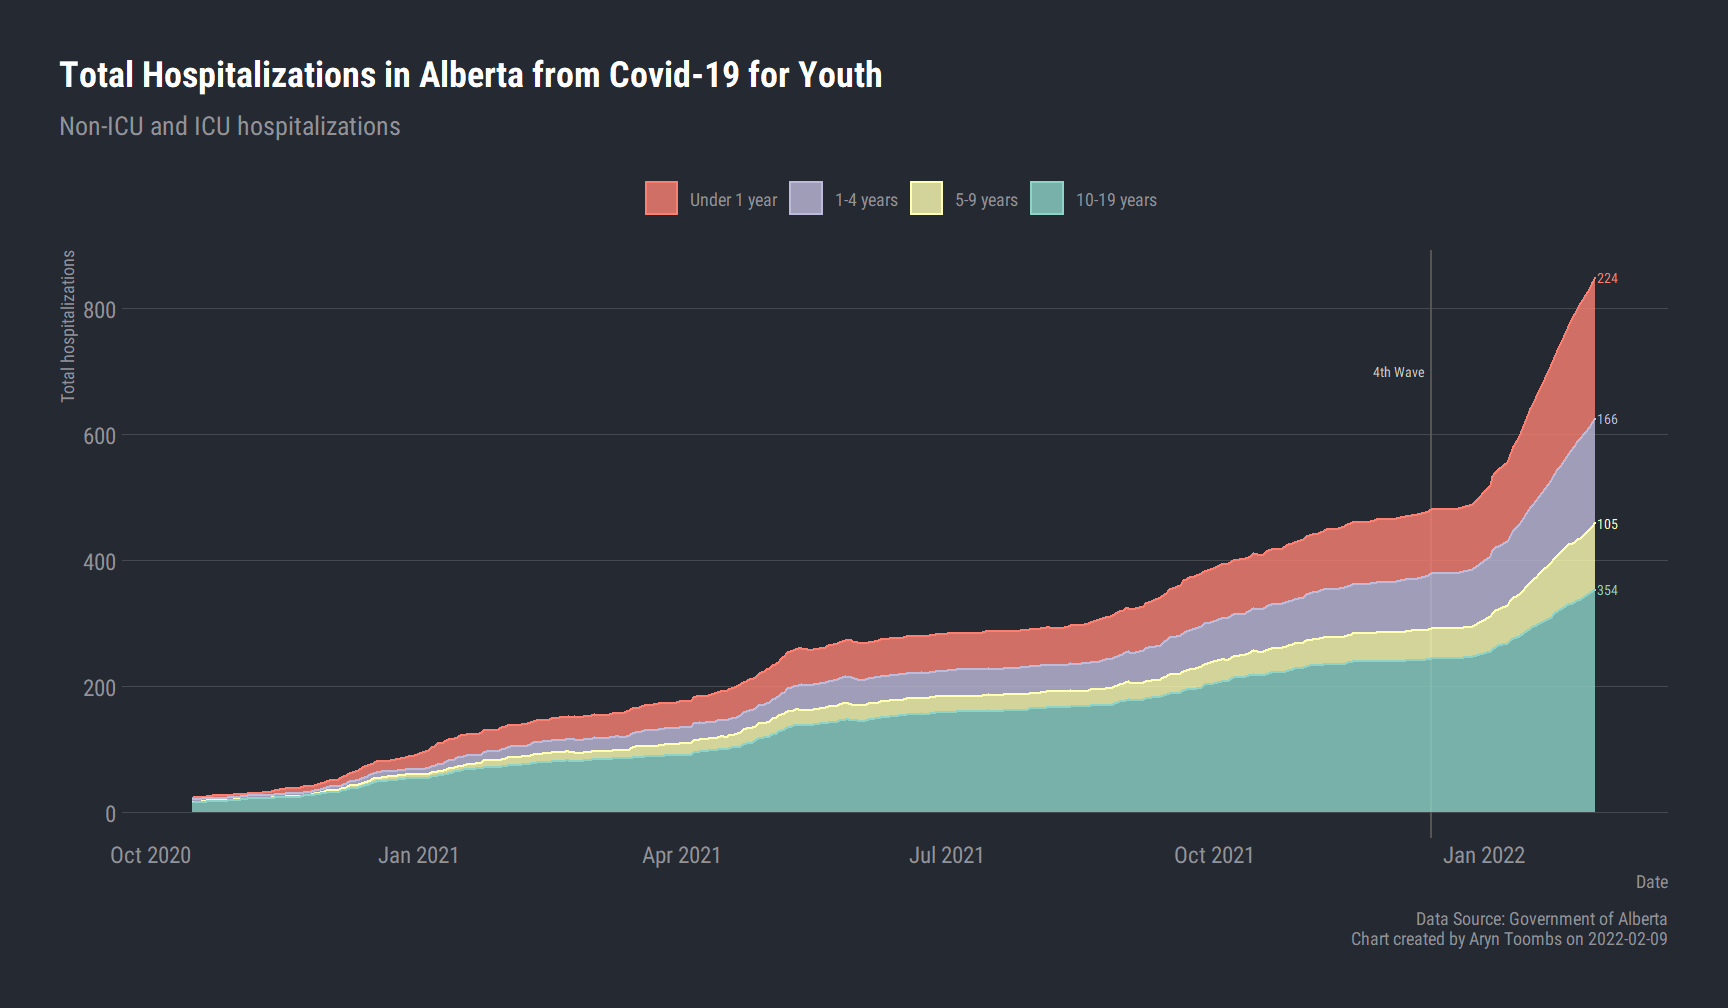 Total Hospitalizations in Alberta from Covid-19 for Youth
Non-ICU and ICU hospitalizations
Under 1 year
1-4 years
5-9 years
10-19 years
Total hospitalizations
800
600
400
200
0
4th Wave
224
166
105
354
Oct 2020
Jan 2021
Apr 2021
Jul 2021
Oct 2021
Jan 2022
Date
Data Source: Government of Alberta
Chart created by Aryn Toombs on 2022-02-09